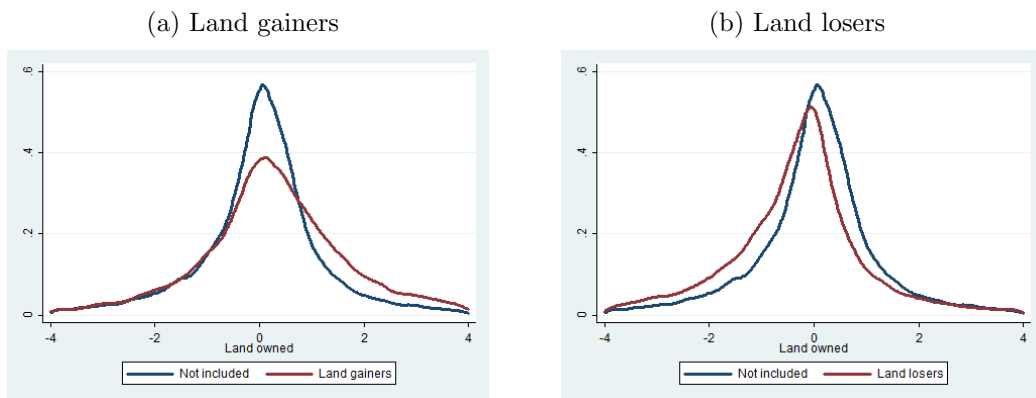 (a) Land gainers
.6
.4
.2
0
-4 -2 0 2 4
Land owned
Not included Land gainers
(b) Land losers
.6
.4
.2
0
-4 -2 0 2 4
Land owned
Not included Land losers